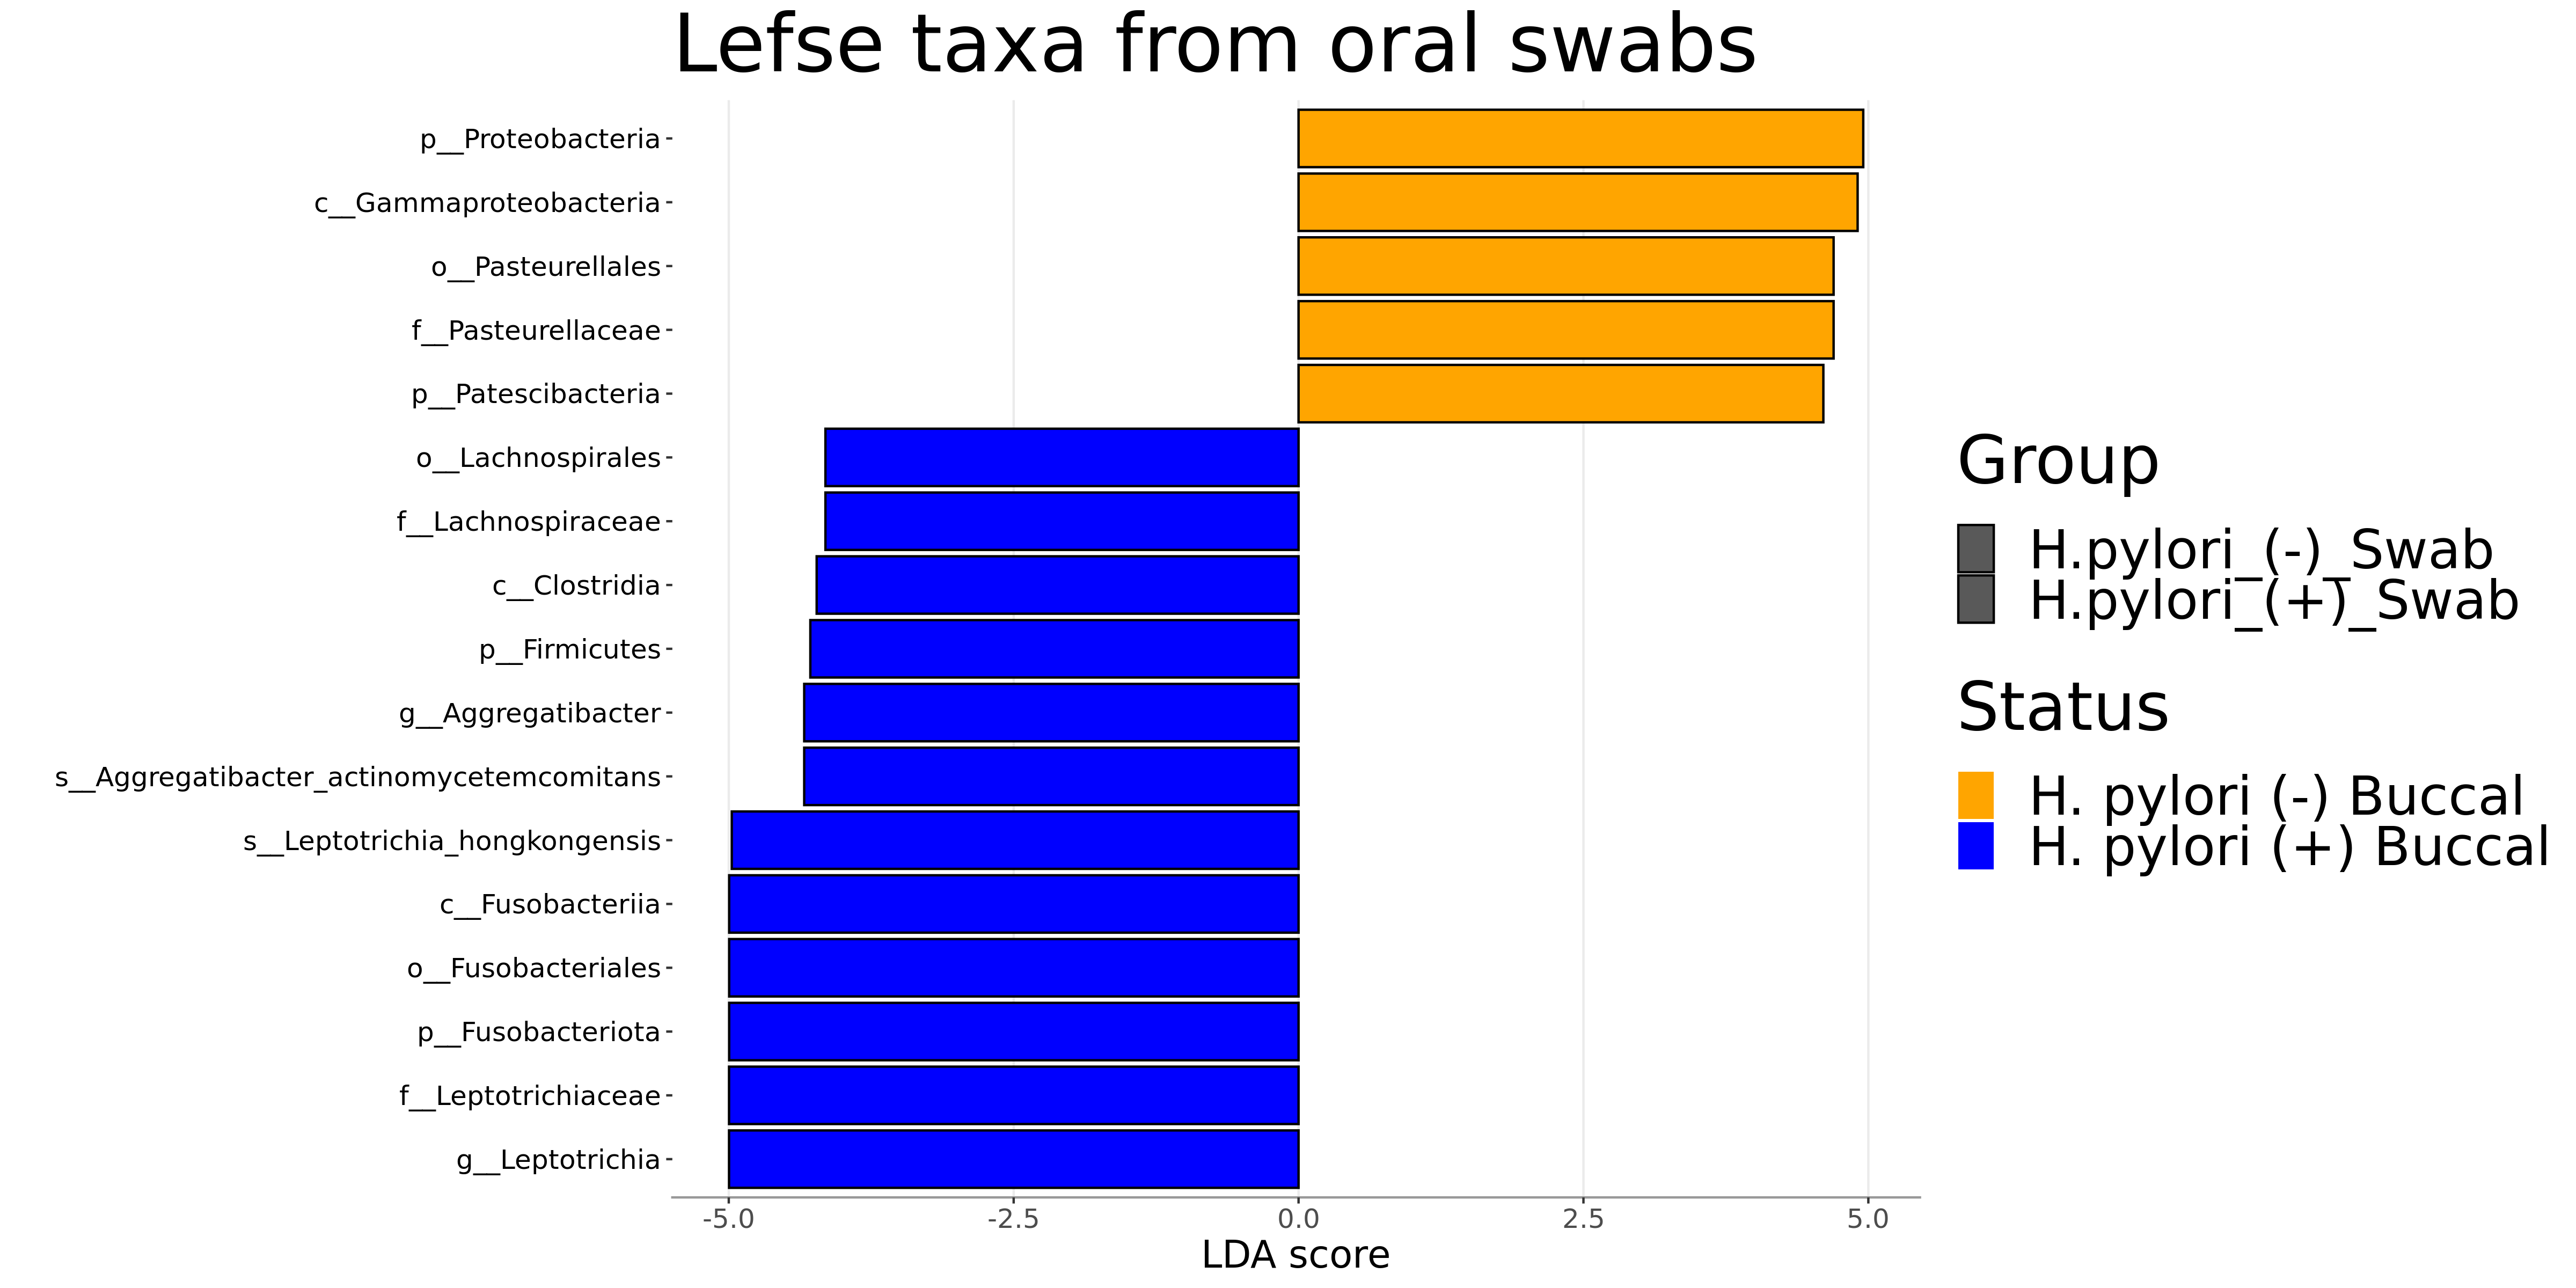 Lefse taxa from oral swabs
p__Proteobacteria
c__Gammaproteobacteria
o__Pasteurellales
f__Pasteurellaceae
p__Patescibacteria
o__Lachnospirales
f__Lachnospiraceae
c__Clostridia
p__Firmicutes
g__Aggregatibacter
s__Aggregatibacter_actinomycetemcomitans
s__Leptotrichia_hongkongensis
c__Fusobacteriia
o__Fusobacteriales
p__Fusobacteriota
f__Leptotrichiaceae
g__Leptotrichia
-5.0 -2.5 0.0 2.5 5.0
LDA score
Group
H.pylori_(-)_Swab
H.pylori_(+)_Swab
Status
H. pylori (-) Buccal
H. pylori (+) Buccal